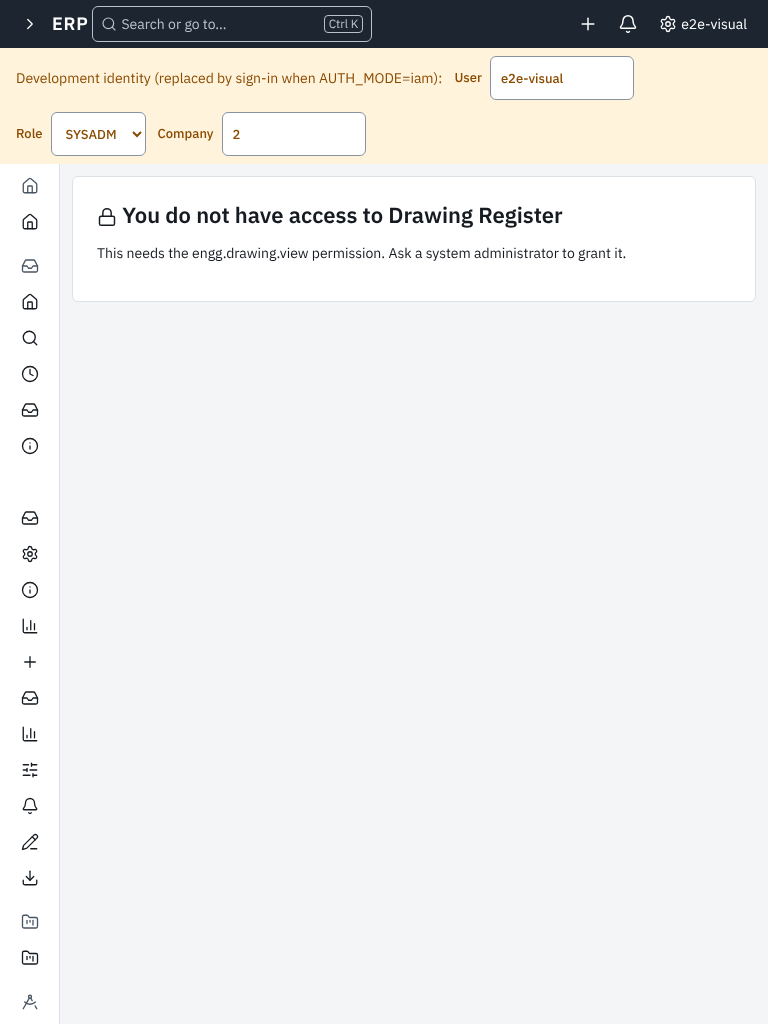 ERP Search or go to... Ctrl K e2e-visual
Development identity (replaced by sign-in when AUTH_MODE=iam): User e2e-visual
Role SYSADM Company 2
You do not have access to Drawing Register
This needs the engg.drawing.view permission. Ask a system administrator to grant it.